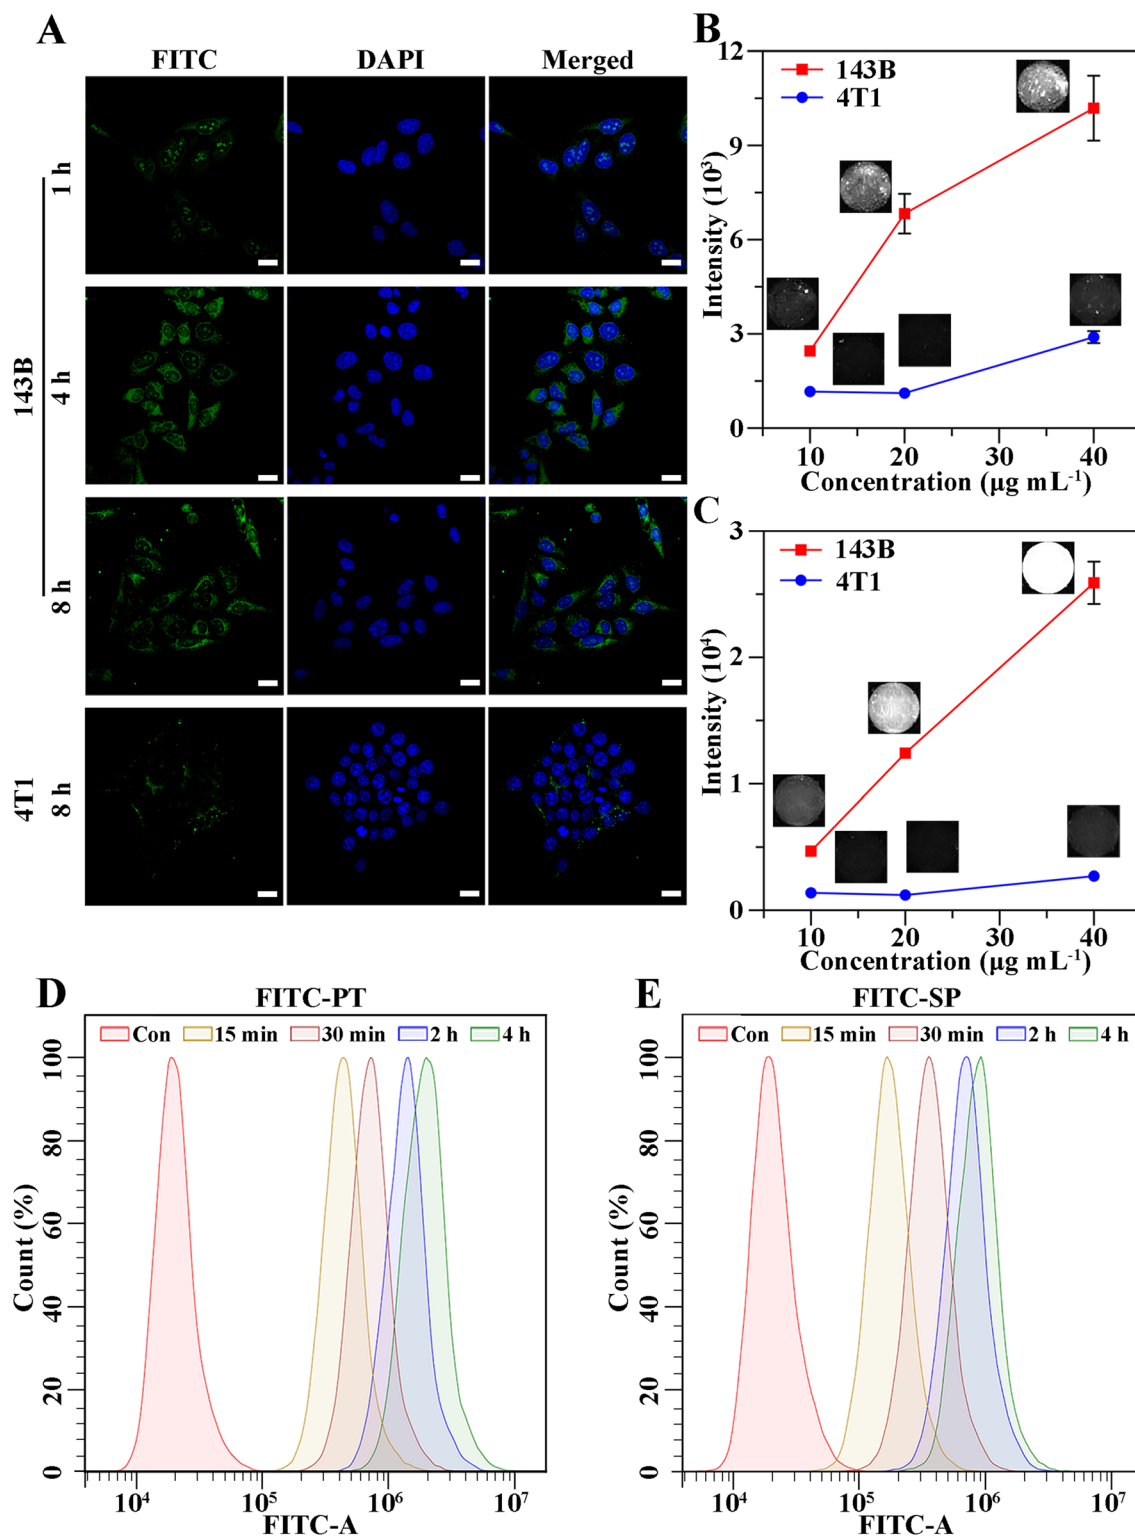 A
FITC DAPI Merged
143B
1 h
4 h
8 h
4T1
8 h
B
143B
4T1
Intensity (10³)
12
9
6
3
0
10 20 30 40
Concentration (μg mL⁻¹)
C
143B
4T1
Intensity (10⁴)
3
2
1
0
10 20 30 40
Concentration (μg mL⁻¹)
D
FITC-PT
Con 15 min 30 min 2 h 4 h
Count (%)
100
80
60
40
20
0
10⁴ 10⁵ 10⁶ 10⁷
FITC-A
E
FITC-SP
Con 15 min 30 min 2 h 4 h
Count (%)
100
80
60
40
20
0
10⁴ 10⁵ 10⁶ 10⁷
FITC-A